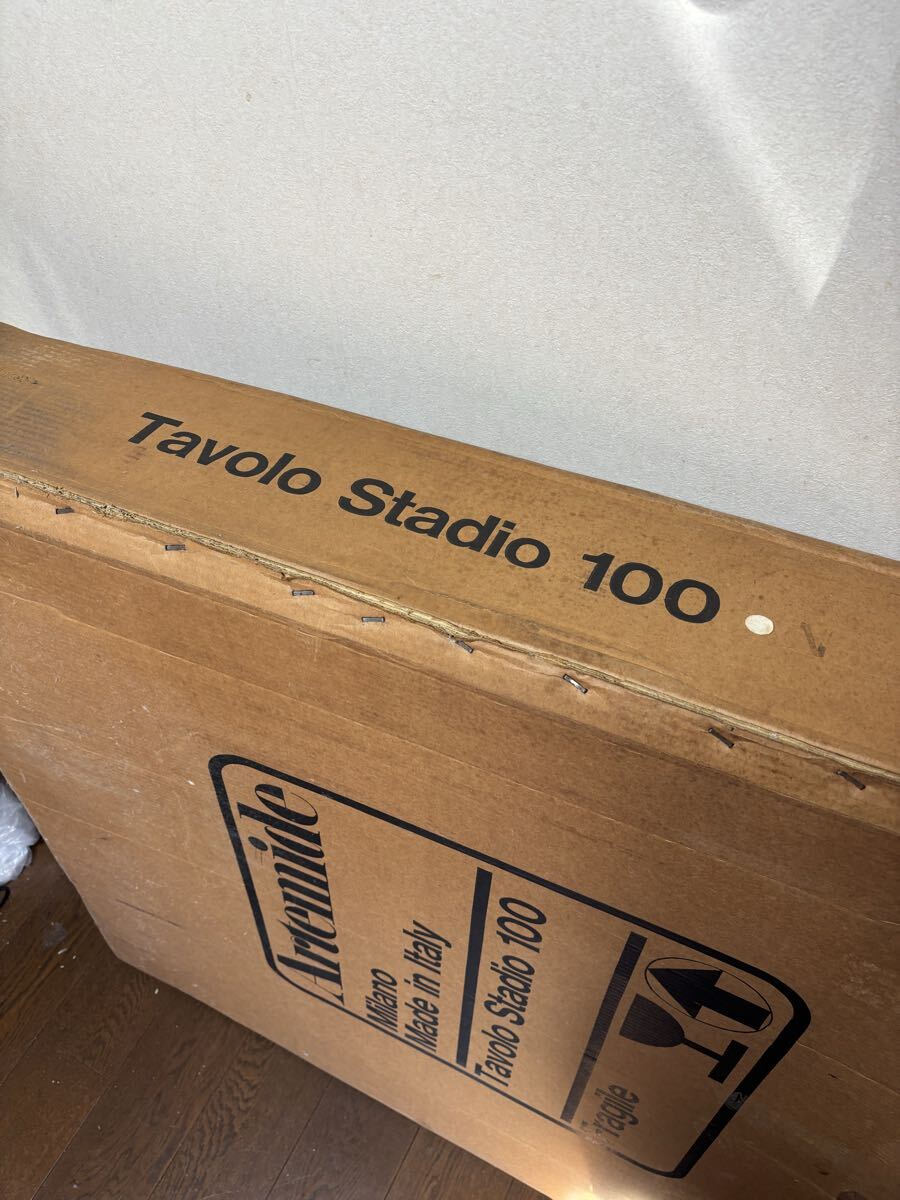 Tavolo Stadio 100
Artemide
Milano
Made in Italy
Tavolo Stadio 100
Fragile